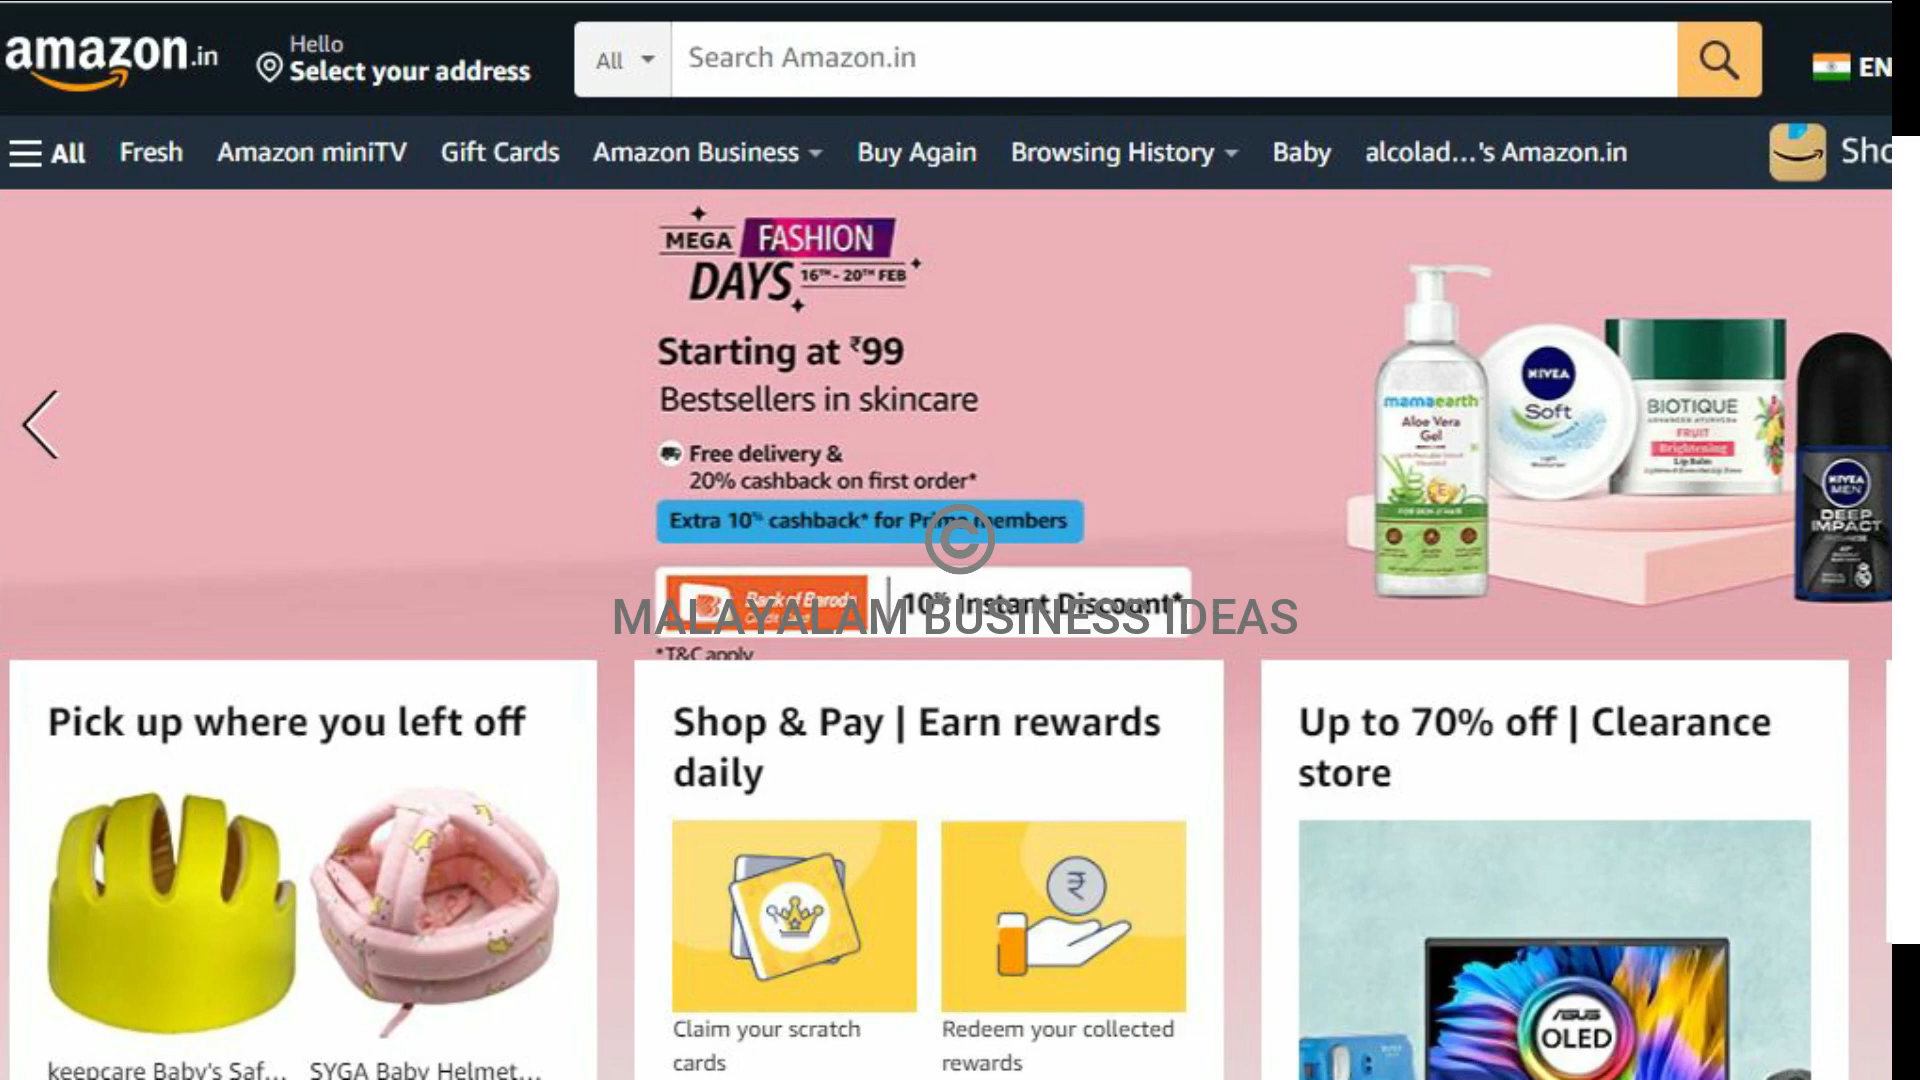 amazon.in
Hello
Select your address
All
Search Amazon.in
EN
All
Fresh
Amazon miniTV
Gift Cards
Amazon Business
Buy Again
Browsing History
Baby
alcolad...'s Amazon.in
Sho
MEGA FASHION
DAYS 16TH - 20TH FEB
Starting at ₹99
Bestsellers in skincare
Free delivery &
20% cashback on first order*
Extra 10% cashback* for Prime members
Bank of Baroda
10% Instant Discount*
*T&C apply
mamaearth
Aloe Vera
Gel
FOR SKIN & HAIR
NIVEA
Soft
BIOTIQUE
ADVANCED AYURVEDA
FRUIT
Brightening
Lip Balm
NIVEA
MEN
DEEP
IMPACT
©
MALAYALAM BUSINESS IDEAS
Pick up where you left off
keepcare Baby's Saf...
SYGA Baby Helmet...
Shop & Pay | Earn rewards
daily
Claim your scratch
cards
Redeem your collected
rewards
Up to 70% off | Clearance
store
ASUS
OLED